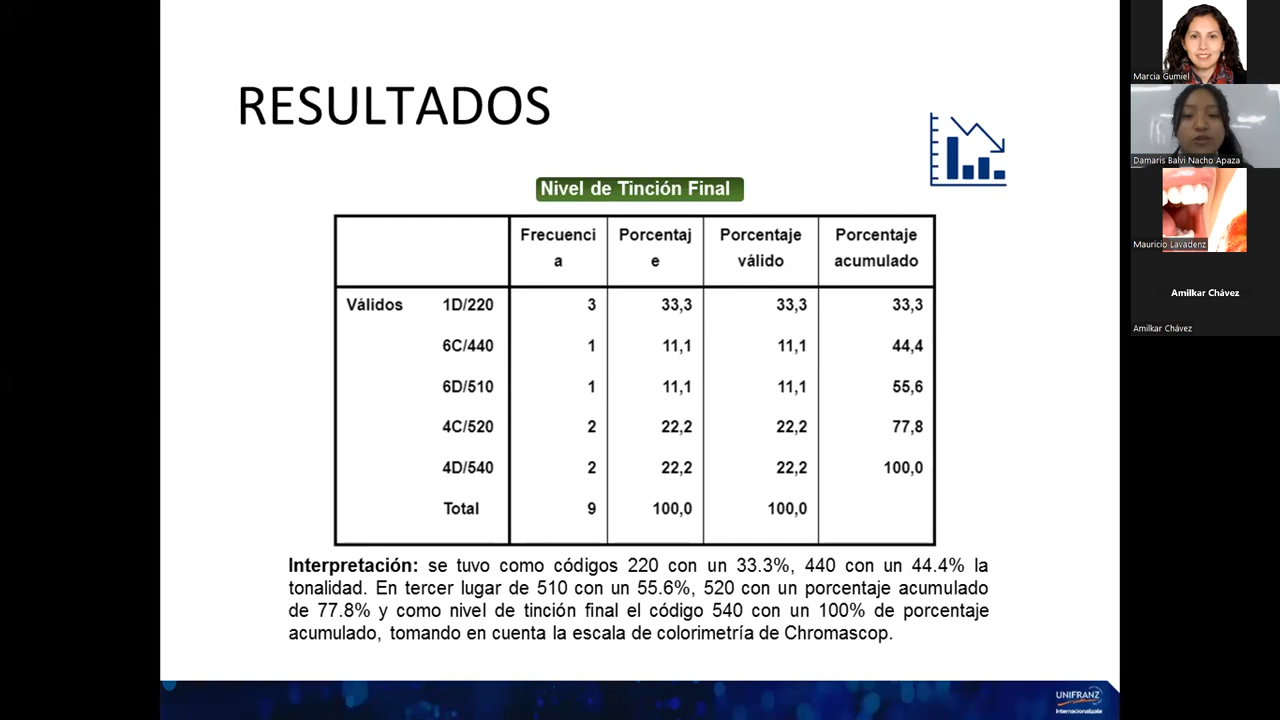 RESULTADOS
Nivel de Tinción Final
Frecuenci
a
Porcentaj
e
Porcentaje
válido
Porcentaje
acumulado
Válidos 1D/220 3 33,3 33,3 33,3
6C/440 1 11,1 11,1 44,4
6D/510 1 11,1 11,1 55,6
4C/520 2 22,2 22,2 77,8
4D/540 2 22,2 22,2 100,0
Total 9 100,0 100,0
Interpretación: se tuvo como códigos 220 con un 33.3%, 440 con un 44.4% la
tonalidad. En tercer lugar de 510 con un 55.6%, 520 con un porcentaje acumulado
de 77.8% y como nivel de tinción final el código 540 con un 100% de porcentaje
acumulado, tomando en cuenta la escala de colorimetría de Chromascop.
UNIFRANZ
Internacionalízate
Marcia Gumiel
Damaris Balvi Nacho Apaza
Mauricio Lavadenz
Amilkar Chávez
Amilkar Chávez